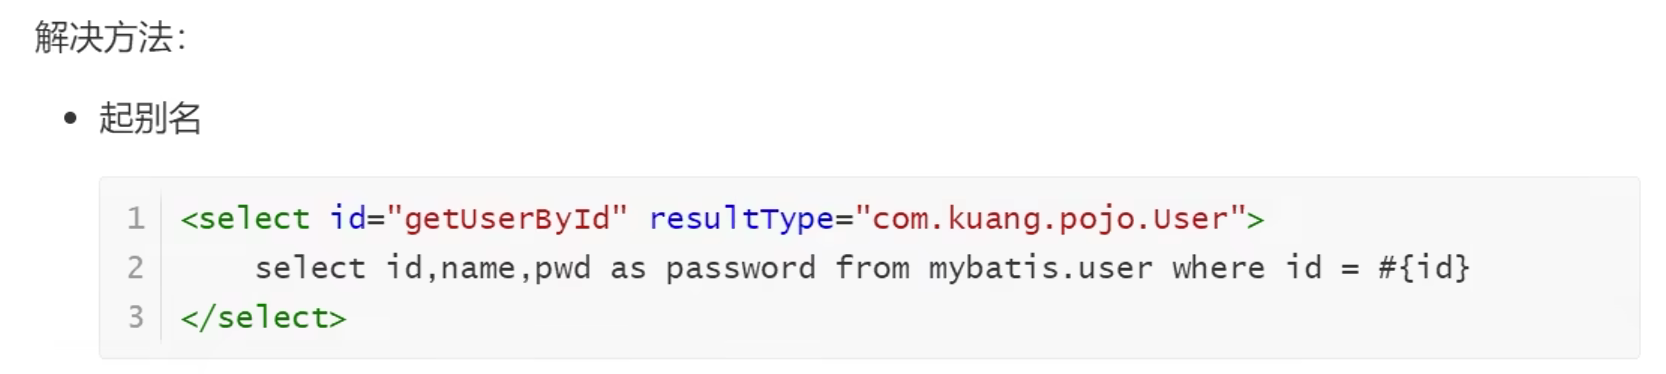 解决方法：
• 起别名
1 <select id="getUserById" resultType="com.kuang.pojo.User">
2     select id,name,pwd as password from mybatis.user where id = #{id}
3 </select>